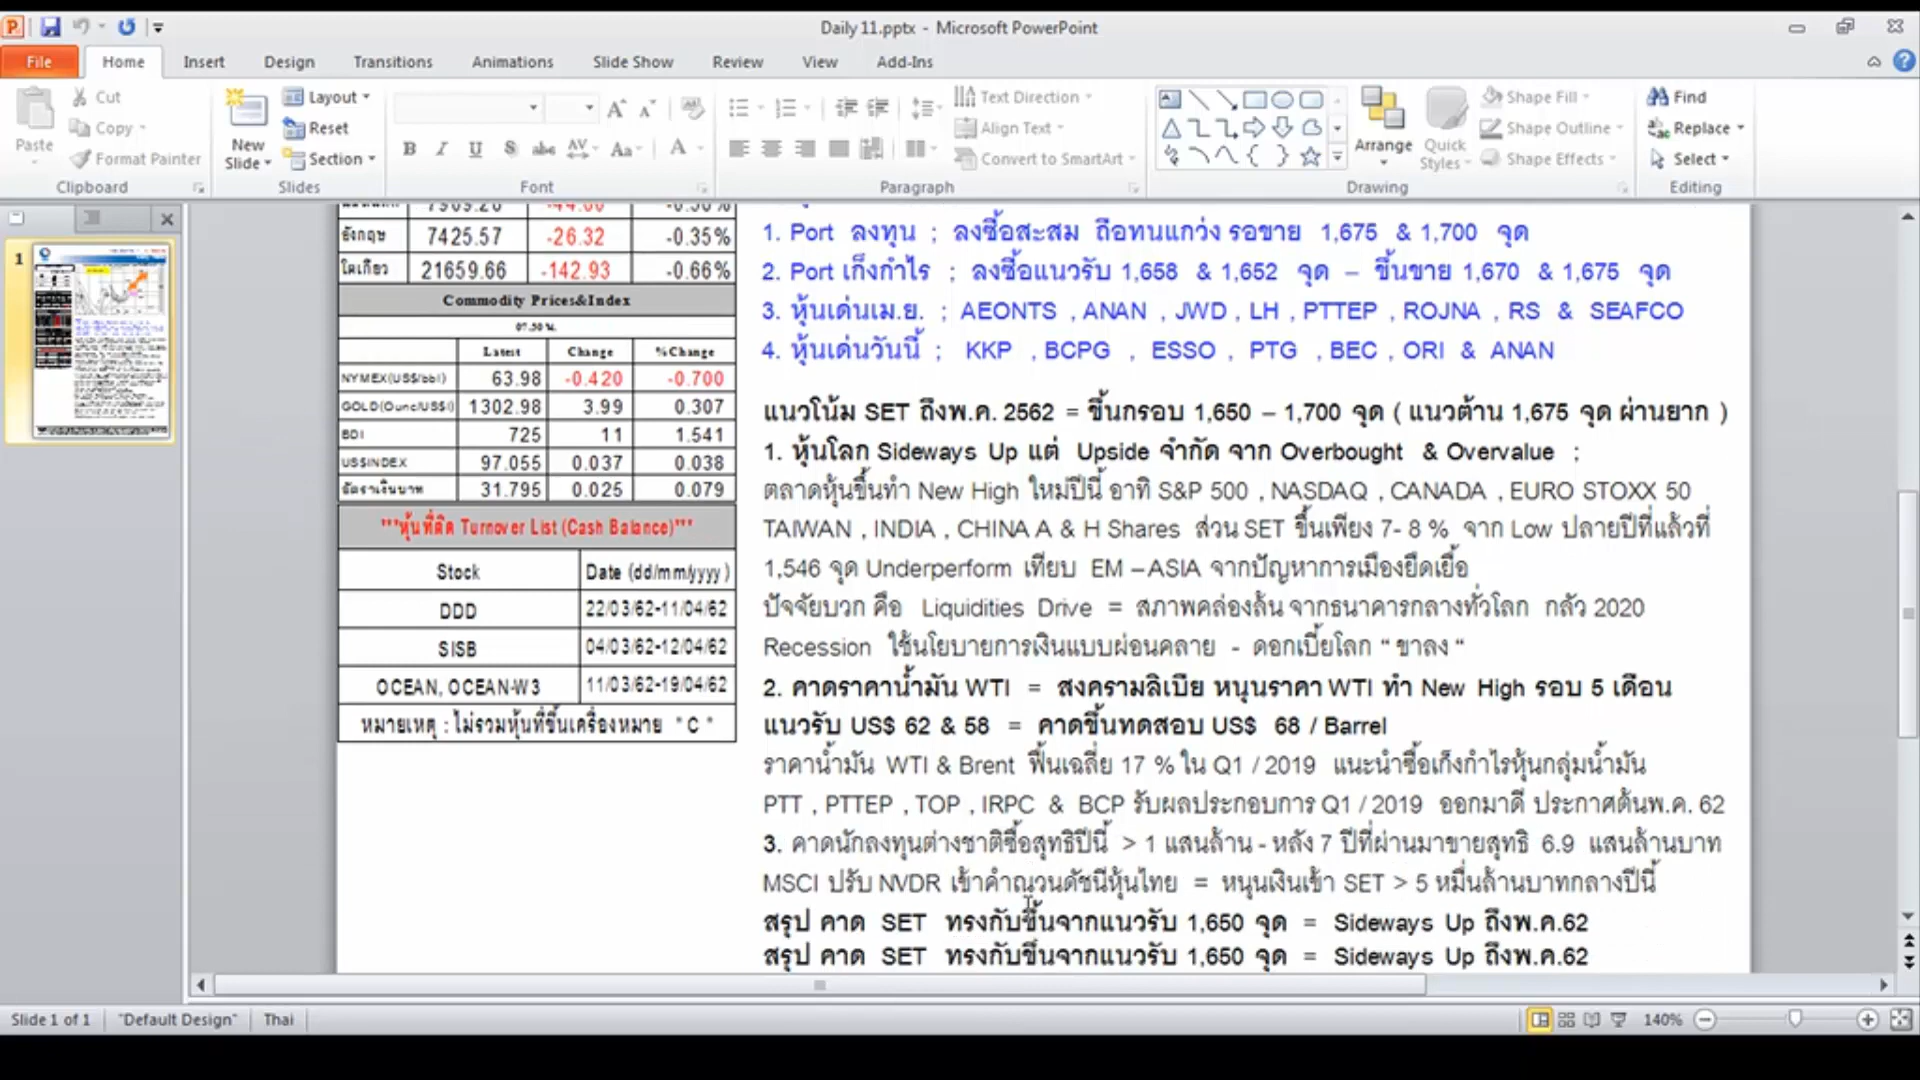 Daily 11.pptx - Microsoft PowerPoint
File Home Insert Design Transitions Animations Slide Show Review View Add-Ins
Paste
Cut
Copy
Format Painter
Clipboard
New Slide
Layout
Reset
Section
Slides
Font
Text Direction
Align Text
Convert to SmartArt
Paragraph
Arrange
Quick Styles
Shape Fill
Shape Outline
Shape Effects
Drawing
Find
Replace
Select
Editing
1
อังกฤษ 7425.57 -26.32 -0.35%
โตเกียว 21659.66 -142.93 -0.66%
Commodity Prices&Index
07.30 น.
Latest Change %Change
NYMEX(US$/bbl) 63.98 -0.420 -0.700
GOLD(Ounc/US$) 1302.98 3.99 0.307
BDI 725 11 1.541
US$INDEX 97.055 0.037 0.038
อัตราเงินบาท 31.795 0.025 0.079
"'หุ้นที่ติด Turnover List (Cash Balance)'"
Stock Date (dd/mm/yyyy)
DDD 22/03/62-11/04/62
SISB 04/03/62-12/04/62
OCEAN, OCEAN-W3 11/03/62-19/04/62
หมายเหตุ : ไม่รวมหุ้นที่ขึ้นเครื่องหมาย " C "
1. Port ลงทุน ; ลงซื้อสะสม ถือทนแกว่ง รอขาย 1,675 & 1,700 จุด
2. Port เก็งกำไร ; ลงซื้อแนวรับ 1,658 & 1,652 จุด – ขึ้นขาย 1,670 & 1,675 จุด
3. หุ้นเด่นเม.ย. ; AEONTS , ANAN , JWD , LH , PTTEP , ROJNA , RS & SEAFCO
4. หุ้นเด่นวันนี้ ; KKP , BCPG , ESSO , PTG , BEC , ORI & ANAN
แนวโน้ม SET ถึงพ.ค. 2562 = ขึ้นกรอบ 1,650 – 1,700 จุด ( แนวต้าน 1,675 จุด ผ่านยาก )
1. หุ้นโลก Sideways Up แต่ Upside จำกัด จาก Overbought & Overvalue ;
ตลาดหุ้นขึ้นทำ New High ใหม่ปีนี้ อาทิ S&P 500 , NASDAQ , CANADA , EURO STOXX 50
TAIWAN , INDIA , CHINA A & H Shares ส่วน SET ขึ้นเพียง 7- 8 % จาก Low ปลายปีที่แล้วที่
1,546 จุด Underperform เทียบ EM – ASIA จากปัญหาการเมืองยืดเยื้อ
ปัจจัยบวก คือ Liquidities Drive = สภาพคล่องล้น จากธนาคารกลางทั่วโลก กลัว 2020
Recession ใช้นโยบายการเงินแบบผ่อนคลาย - ดอกเบี้ยโลก " ขาลง "
2. คาดราคาน้ำมัน WTI = สงครามลิเบีย หนุนราคา WTI ทำ New High รอบ 5 เดือน
แนวรับ US$ 62 & 58 = คาดขึ้นทดสอบ US$ 68 / Barrel
ราคาน้ำมัน WTI & Brent ฟื้นเฉลี่ย 17 % ใน Q1 / 2019 แนะนำซื้อเก็งกำไรหุ้นกลุ่มน้ำมัน
PTT , PTTEP , TOP , IRPC & BCP รับผลประกอบการ Q1 / 2019 ออกมาดี ประกาศต้นพ.ค. 62
3. คาดนักลงทุนต่างชาติซื้อสุทธิปีนี้ > 1 แสนล้าน - หลัง 7 ปีที่ผ่านมาขายสุทธิ 6.9 แสนล้านบาท
MSCI ปรับ NVDR เข้าคำณวนดัชนีหุ้นไทย = หนุนเงินเข้า SET > 5 หมื่นล้านบาทกลางปีนี้
สรุป คาด SET ทรงกับขึ้นจากแนวรับ 1,650 จุด = Sideways Up ถึงพ.ค.62
สรุป คาด SET ทรงกับขึ้นจากแนวรับ 1,650 จุด = Sideways Up ถึงพ.ค.62
Slide 1 of 1 "Default Design" Thai 140%